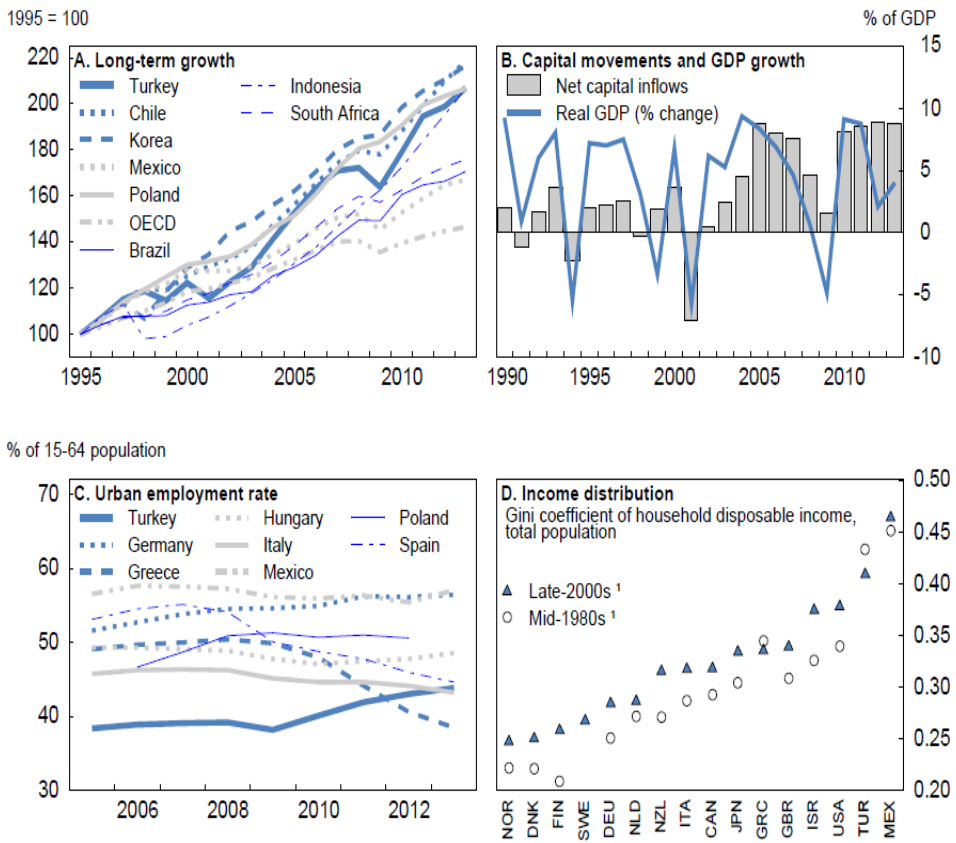 1995 = 100
% of GDP
A. Long-term growth
Turkey
Chile
Korea
Mexico
Poland
OECD
Brazil
Indonesia
South Africa
220
200
180
160
140
120
100
1995
2000
2005
2010
B. Capital movements and GDP growth
Net capital inflows
Real GDP (% change)
15
10
5
0
-5
-10
1990
1995
2000
2005
2010
% of 15-64 population
C. Urban employment rate
Turkey
Germany
Greece
Hungary
Italy
Mexico
Poland
Spain
70
60
50
40
30
2006
2008
2010
2012
D. Income distribution
Gini coefficient of household disposable income,
total population
Late-2000s ¹
Mid-1980s ¹
0.50
0.45
0.40
0.35
0.30
0.25
0.20
NOR
DNK
FIN
SWE
DEU
NLD
NZL
ITA
CAN
JPN
GRC
GBR
ISR
USA
TUR
MEX